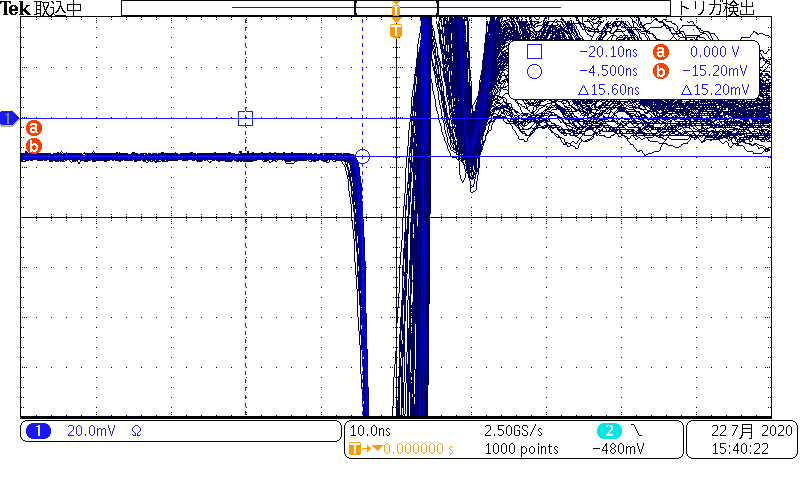 Tek 取込中
トリガ検出
T
T
−20.10ns a 0.000 V
−4.500ns b −15.20mV
Δ15.60ns Δ15.20mV
1
a
b
1 20.0mV Ω
10.0ns 2.50GS/s 2
T→▼0.000000 s 1000 points −480mV
22 7月 2020
15:40:22